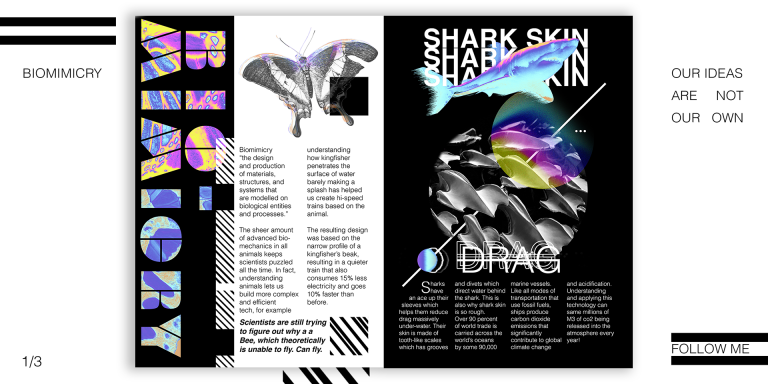 BIOMIMICRY
1/3
BIO-
MIMICRY
Biomimicry
"the design
and production
of materials,
structures, and
systems that
are modelled on
biological entities
and processes."
The sheer amount
of advanced bio-
mechanics in all
animals keeps
scientists puzzled
all the time. In fact,
understanding
animals lets us
build more complex
and efficient
tech, for example
understanding
how kingfisher
penetrates the
surface of water
barely making a
splash has helped
us create hi-speed
trains based on the
animal.
The resulting design
was based on the
narrow profile of a
kingfisher's beak,
resulting in a quieter
train that also
consumes 15% less
electricity and goes
10% faster than
before.
Scientists are still trying
to figure out why a a
Bee, which theoretically
is unable to fly. Can fly.
SHARK SKIN
SHARK SKIN
SHARK SKIN
...
DRAG
Sharks
have
an ace up their
sleeves which
helps them reduce
drag massively
under-water. Their
skin is made of
tooth-like scales
which has grooves
and divets which
direct water behind
the shark. This is
also why shark skin
is so rough.
Over 90 percent
of world trade is
carried across the
world's oceans
by some 90,000
marine vessels.
Like all modes of
transportation that
use fossil fuels,
ships produce
carbon dioxide
emissions that
significantly
contribute to global
climate change
and acidification.
Understanding
and applying this
technology can
same millions of
M3 of co2 being
released into the
atmosphere every
year!
OUR IDEAS
ARE NOT
OUR OWN
FOLLOW ME